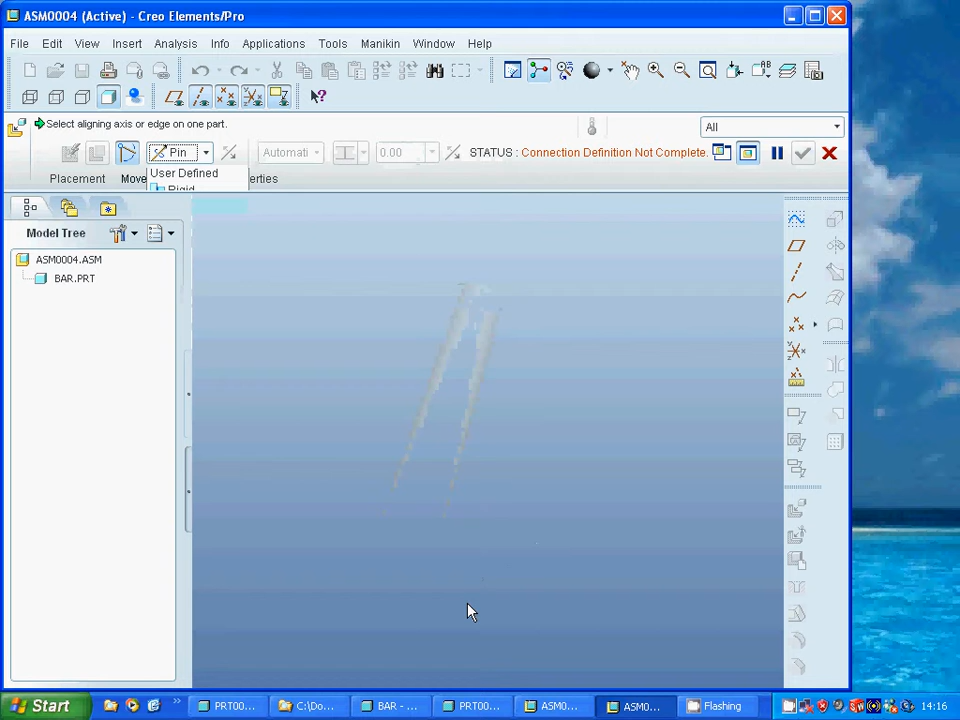 ASM0004 (Active) - Creo Elements/Pro
File Edit View Insert Analysis Info Applications Tools Manikin Window Help
Select aligning axis or edge on one part.
All
Pin
Automati
0.00
STATUS : Connection Definition Not Complete.
User Defined
Placement Move erties
Rigid
Model Tree
ASM0004.ASM
BAR.PRT
Start
PRT00...
C:\Do...
BAR - ...
PRT00...
ASM0...
ASM0...
Flashing
14:16